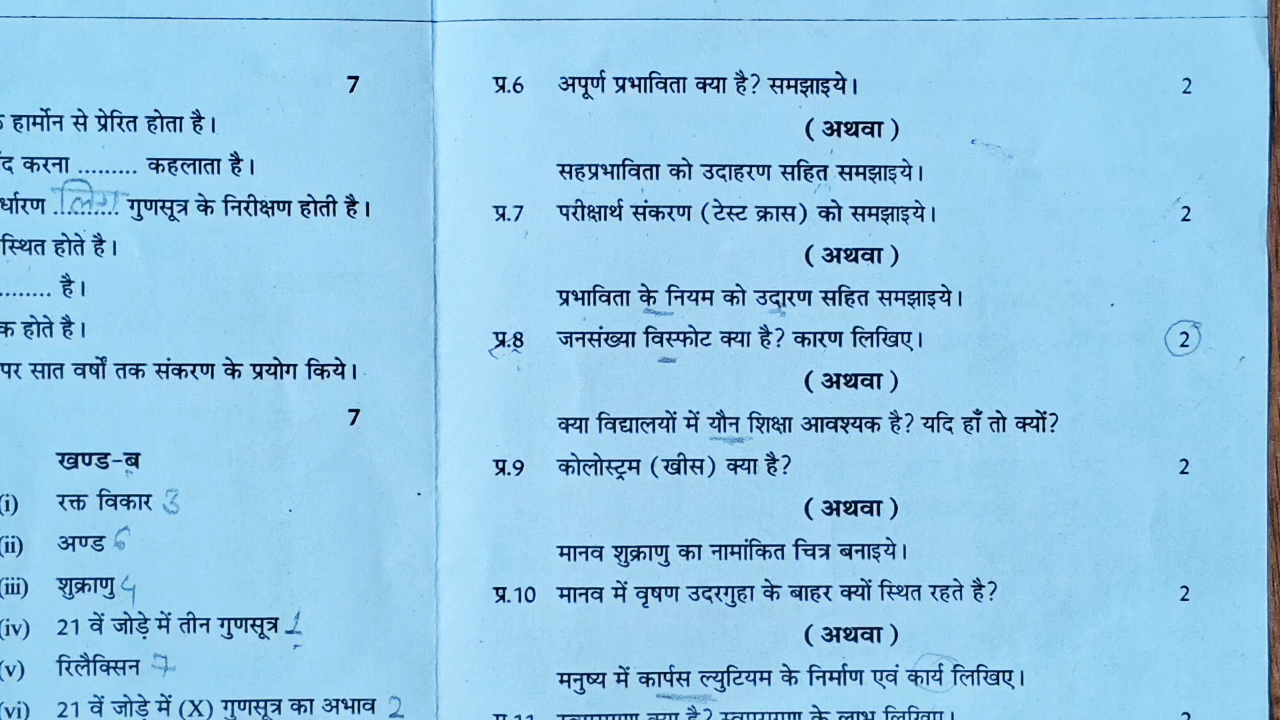 7
हार्मोन से प्रेरित होता है।
द करना ......... कहलाता है।
र्धारण ..लिंग.. गुणसूत्र के निरीक्षण होती है।
स्थित होते है।
........ है।
क होते है।
पर सात वर्षों तक संकरण के प्रयोग किये।
7
खण्ड-ब
(i) रक्त विकार 3
(ii) अण्ड 6
(iii) शुक्राणु 4
(iv) 21 वें जोड़े में तीन गुणसूत्र 1
(v) रिलैक्सिन 7
(vi) 21 वें जोड़े में (X) गुणसूत्र का अभाव 2
प्र.6 अपूर्ण प्रभाविता क्या है? समझाइये। 2
(अथवा)
सहप्रभाविता को उदाहरण सहित समझाइये।
प्र.7 परीक्षार्थ संकरण (टेस्ट क्रास) को समझाइये। 2
(अथवा)
प्रभाविता के नियम को उदारण सहित समझाइये।
प्र.8 जनसंख्या विस्फोट क्या है? कारण लिखिए। 2
(अथवा)
क्या विद्यालयों में यौन शिक्षा आवश्यक है? यदि हाँ तो क्यों?
प्र.9 कोलोस्ट्रम (खीस) क्या है? 2
(अथवा)
मानव शुक्राणु का नामांकित चित्र बनाइये।
प्र.10 मानव में वृषण उदरगुहा के बाहर क्यों स्थित रहते है? 2
(अथवा)
मनुष्य में कार्पस ल्युटियम के निर्माण एवं कार्य लिखिए।
प्र.11 क्या है? के लाभ लिखिए। 2